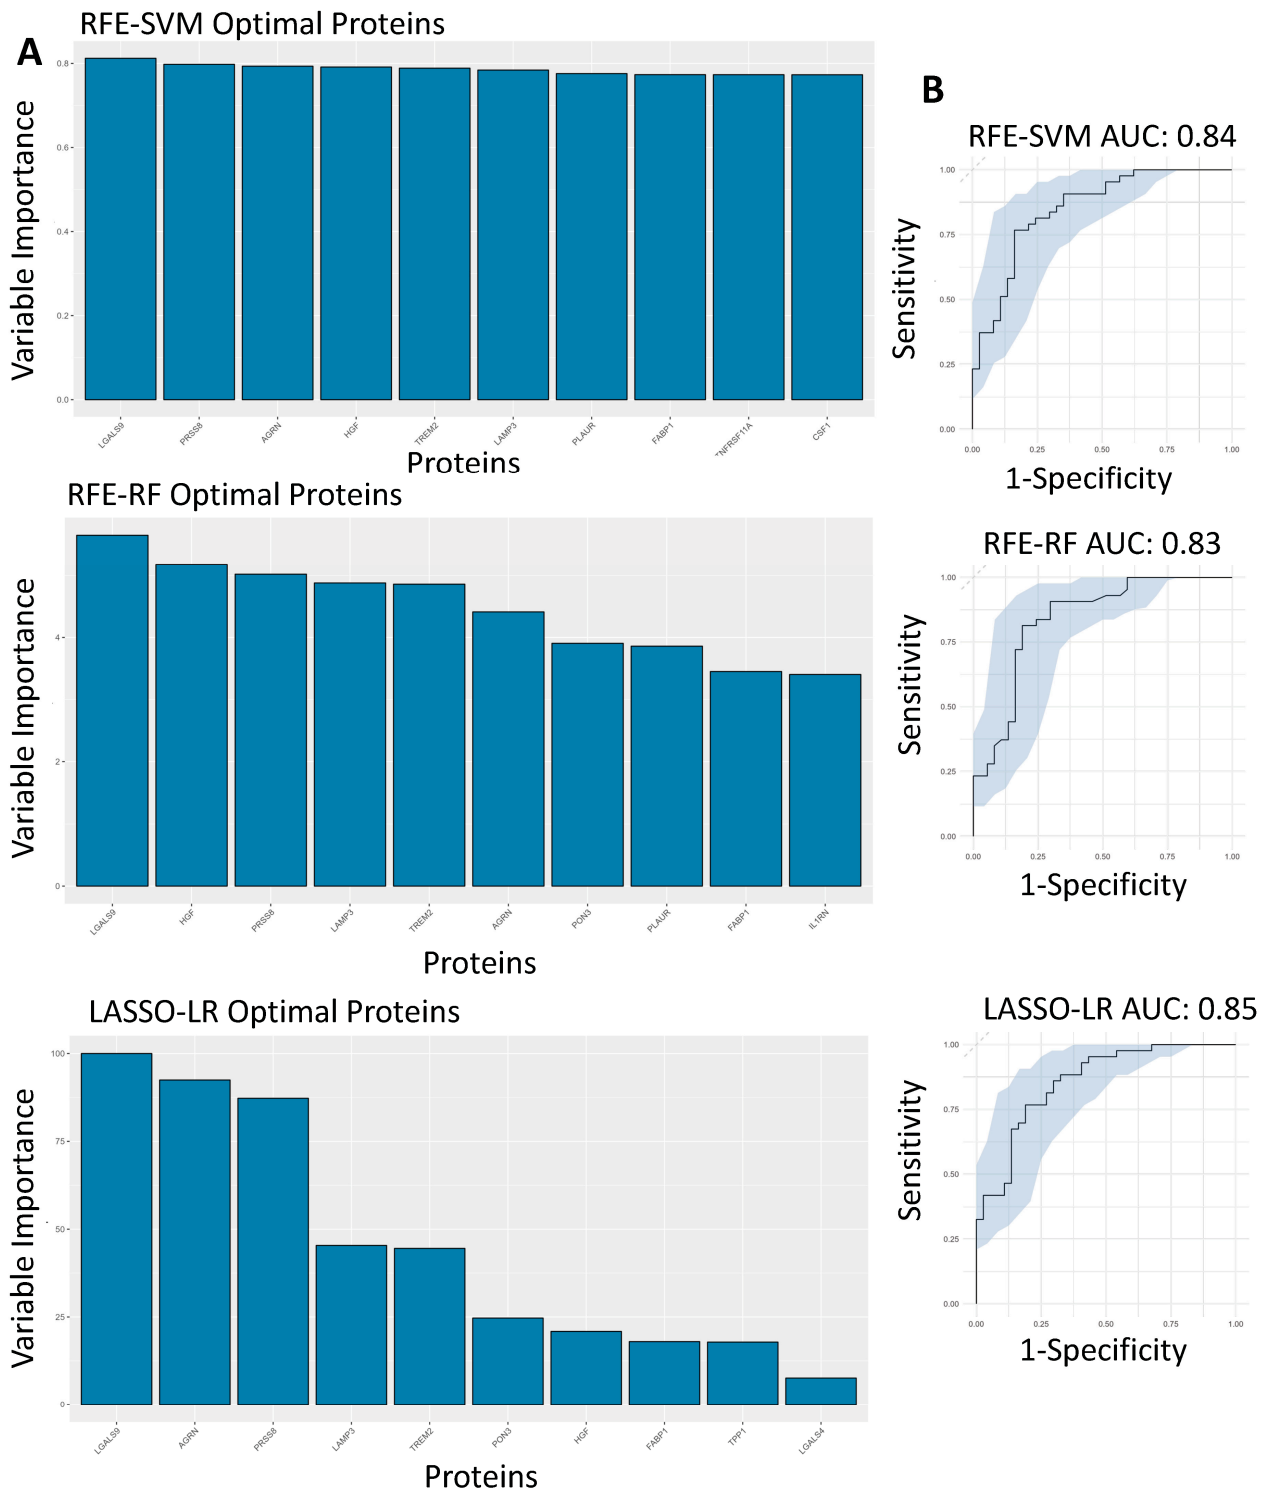 A
RFE-SVM Optimal Proteins
Variable Importance
0.8
0.6
0.4
0.2
0.0
LGALS9 PRSS8 AGRN HGF TREM2 LAMP3 PLAUR FABP1 TNFRSF11A CSF1
Proteins
RFE-RF Optimal Proteins
Variable Importance
4
2
0
LGALS9 HGF PRSS8 LAMP3 TREM2 AGRN PON3 PLAUR FABP1 IL1RN
Proteins
LASSO-LR Optimal Proteins
Variable Importance
100
75
50
25
0
LGALS9 AGRN PRSS8 LAMP3 TREM2 PON3 HGF FABP1 TPP1 LGALS4
Proteins
B
RFE-SVM AUC: 0.84
Sensitivity
1.00
0.75
0.50
0.25
0.00
0.00 0.25 0.50 0.75 1.00
1-Specificity
RFE-RF AUC: 0.83
Sensitivity
1.00
0.75
0.50
0.25
0.00
0.00 0.25 0.50 0.75 1.00
1-Specificity
LASSO-LR AUC: 0.85
Sensitivity
1.00
0.75
0.50
0.25
0.00
0.00 0.25 0.50 0.75 1.00
1-Specificity